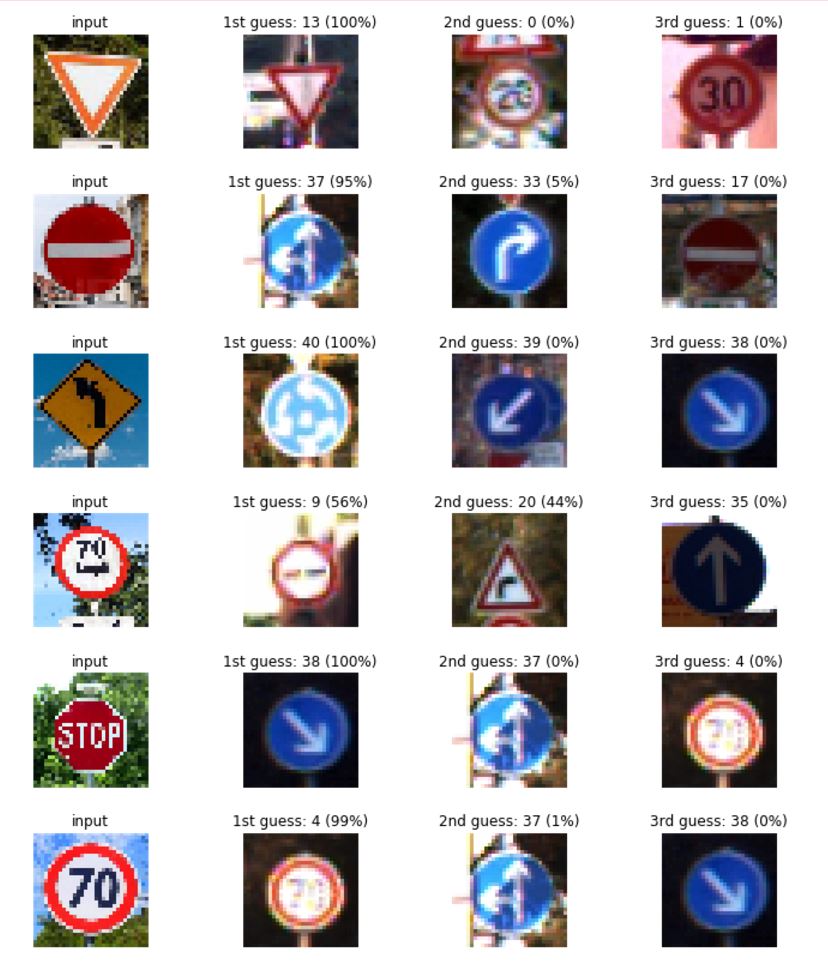 input 1st guess: 13 (100%) 2nd guess: 0 (0%) 3rd guess: 1 (0%)
30
input 1st guess: 37 (95%) 2nd guess: 33 (5%) 3rd guess: 17 (0%)
input 1st guess: 40 (100%) 2nd guess: 39 (0%) 3rd guess: 38 (0%)
input 1st guess: 9 (56%) 2nd guess: 20 (44%) 3rd guess: 35 (0%)
70
input 1st guess: 38 (100%) 2nd guess: 37 (0%) 3rd guess: 4 (0%)
STOP 70
input 1st guess: 4 (99%) 2nd guess: 37 (1%) 3rd guess: 38 (0%)
70 70